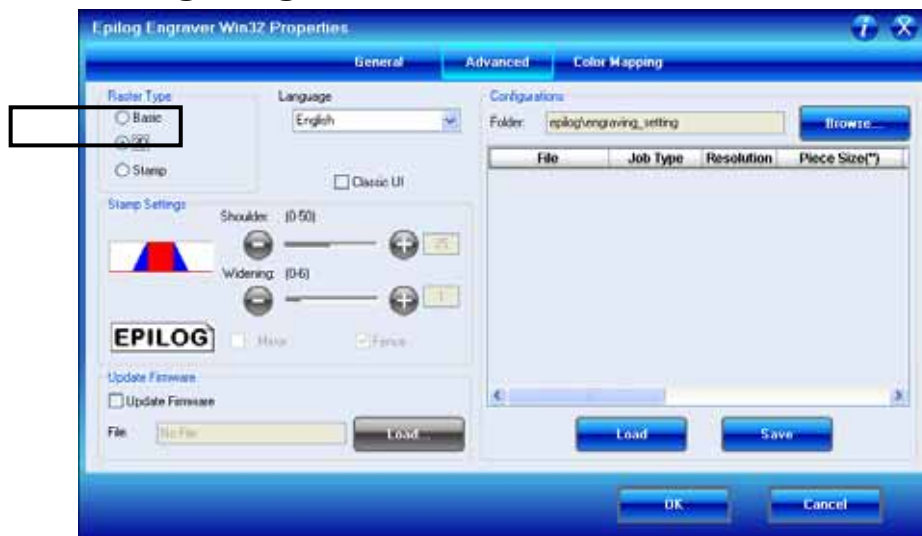 Epilog Engraver Win32 Properties
General Advanced Color Mapping
Raster Type
Basic
3D
Stamp
Language
English
Classic UI
Stamp Settings
Shoulder: (0-50)
25
Widening: (0-6)
1
EPILOG
Mirror Fence
Update Firmware
Update Firmware
File: No File Load...
Configurations
Folder: epilog\engraving_setting Browse...
File Job Type Resolution Piece Size(")
Load Save
OK Cancel